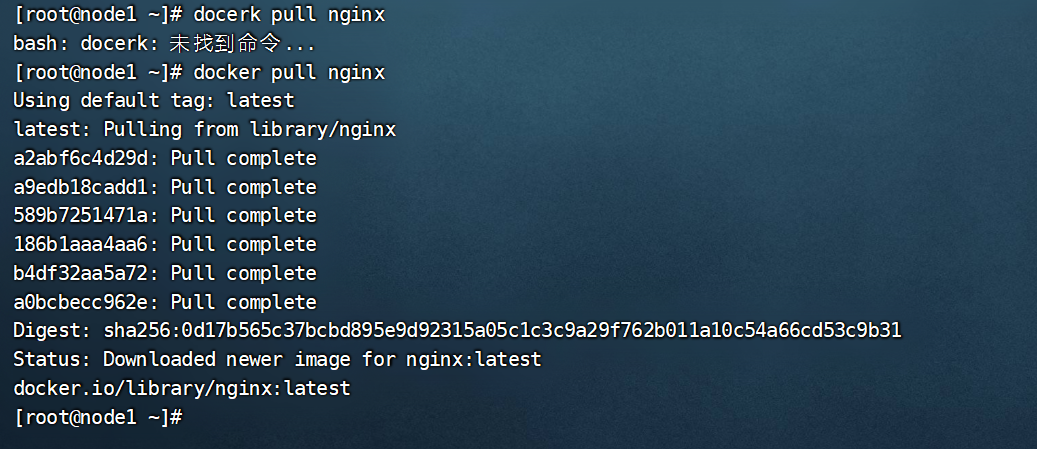 [root@node1 ~]# docerk pull nginx
bash: docerk: 未找到命令...
[root@node1 ~]# docker pull nginx
Using default tag: latest
latest: Pulling from library/nginx
a2abf6c4d29d: Pull complete
a9edb18cadd1: Pull complete
589b7251471a: Pull complete
186b1aaa4aa6: Pull complete
b4df32aa5a72: Pull complete
a0bcbecc962e: Pull complete
Digest: sha256:0d17b565c37bcbd895e9d92315a05c1c3c9a29f762b011a10c54a66cd53c9b31
Status: Downloaded newer image for nginx:latest
docker.io/library/nginx:latest
[root@node1 ~]#